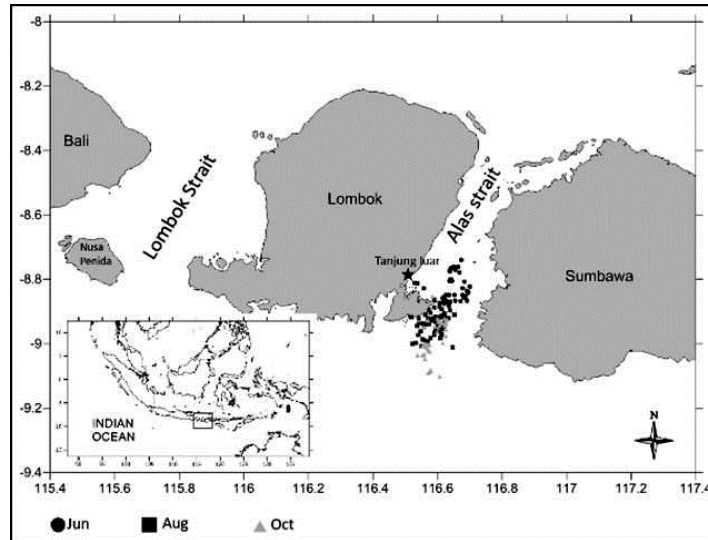 -8
-8.2
-8.4
-8.6
-8.8
-9
-9.2
-9.4
Bali
Lombok Strait
Lombok
Alas strait
Nusa
Penida
Tanjung luar
Sumbawa
INDIAN
OCEAN
N
115.4 115.6 115.8 116 116.2 116.4 116.6 116.8 117 117.2 117.4
Jun Aug Oct